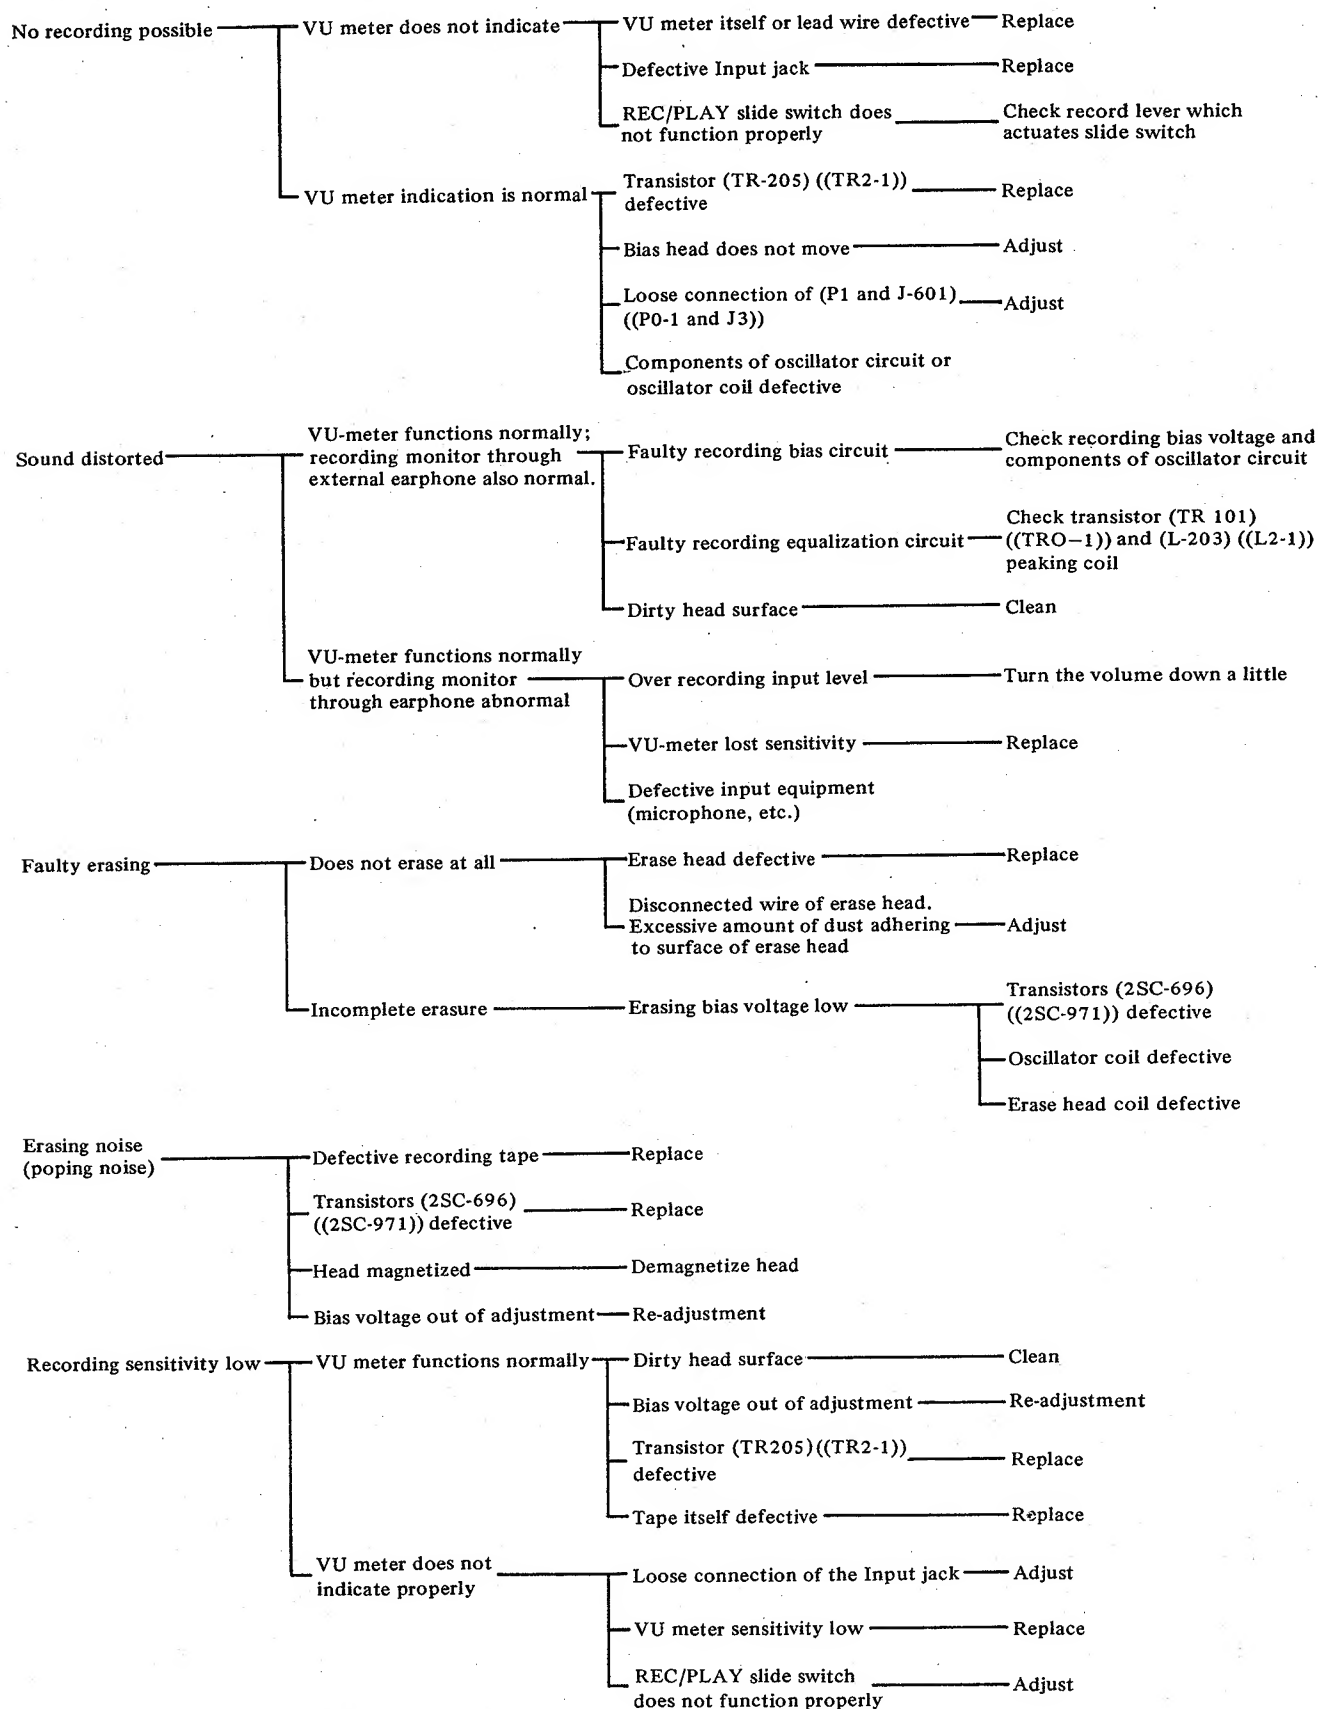 No recording possible
VU meter does not indicate
VU meter itself or lead wire defective
Replace
Defective Input jack
Replace
REC/PLAY slide switch does
not function properly
Check record lever which
actuates slide switch
VU meter indication is normal
Transistor (TR-205) ((TR2-1))
defective
Replace
Bias head does not move
Adjust
Loose connection of (P1 and J-601)
((P0-1 and J3))
Adjust
Components of oscillator circuit or
oscillator coil defective
Sound distorted
VU-meter functions normally;
recording monitor through
external earphone also normal.
Faulty recording bias circuit
Check recording bias voltage and
components of oscillator circuit
Faulty recording equalization circuit
Check transistor (TR 101)
((TRO-1)) and (L-203) ((L2-1))
peaking coil
Dirty head surface
Clean
VU-meter functions normally
but recording monitor
through earphone abnormal
Over recording input level
Turn the volume down a little
VU-meter lost sensitivity
Replace
Defective input equipment
(microphone, etc.)
Faulty erasing
Does not erase at all
Erase head defective
Replace
Disconnected wire of erase head.
Excessive amount of dust adhering
to surface of erase head
Adjust
Incomplete erasure
Erasing bias voltage low
Transistors (2SC-696)
((2SC-971)) defective
Oscillator coil defective
Erase head coil defective
Erasing noise
(poping noise)
Defective recording tape
Replace
Transistors (2SC-696)
((2SC-971)) defective
Replace
Head magnetized
Demagnetize head
Bias voltage out of adjustment
Re-adjustment
Recording sensitivity low
VU meter functions normally
Dirty head surface
Clean
Bias voltage out of adjustment
Re-adjustment
Transistor (TR205) ((TR2-1))
defective
Replace
Tape itself defective
Replace
VU meter does not
indicate properly
Loose connection of the Input jack
Adjust
VU meter sensitivity low
Replace
REC/PLAY slide switch
does not function properly
Adjust